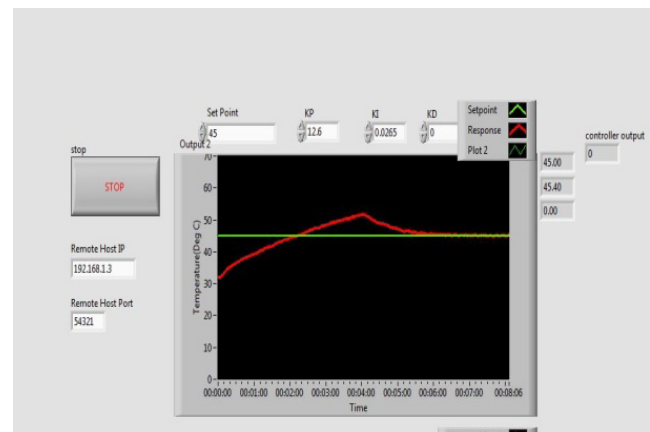 Set Point
KP
KI
KD
Setpoint
Response
Plot 2
45
12.6
0.0265
0
controller output
0
stop
Output 2
STOP
45.00
45.40
0.00
Remote Host IP
192.168.1.3
Remote Host Port
54321
Temperature(Deg C)
70
60
50
40
30
20
10
0
00:00:00 00:01:00 00:02:00 00:03:00 00:04:00 00:05:00 00:06:00 00:07:00 00:08:06
Time